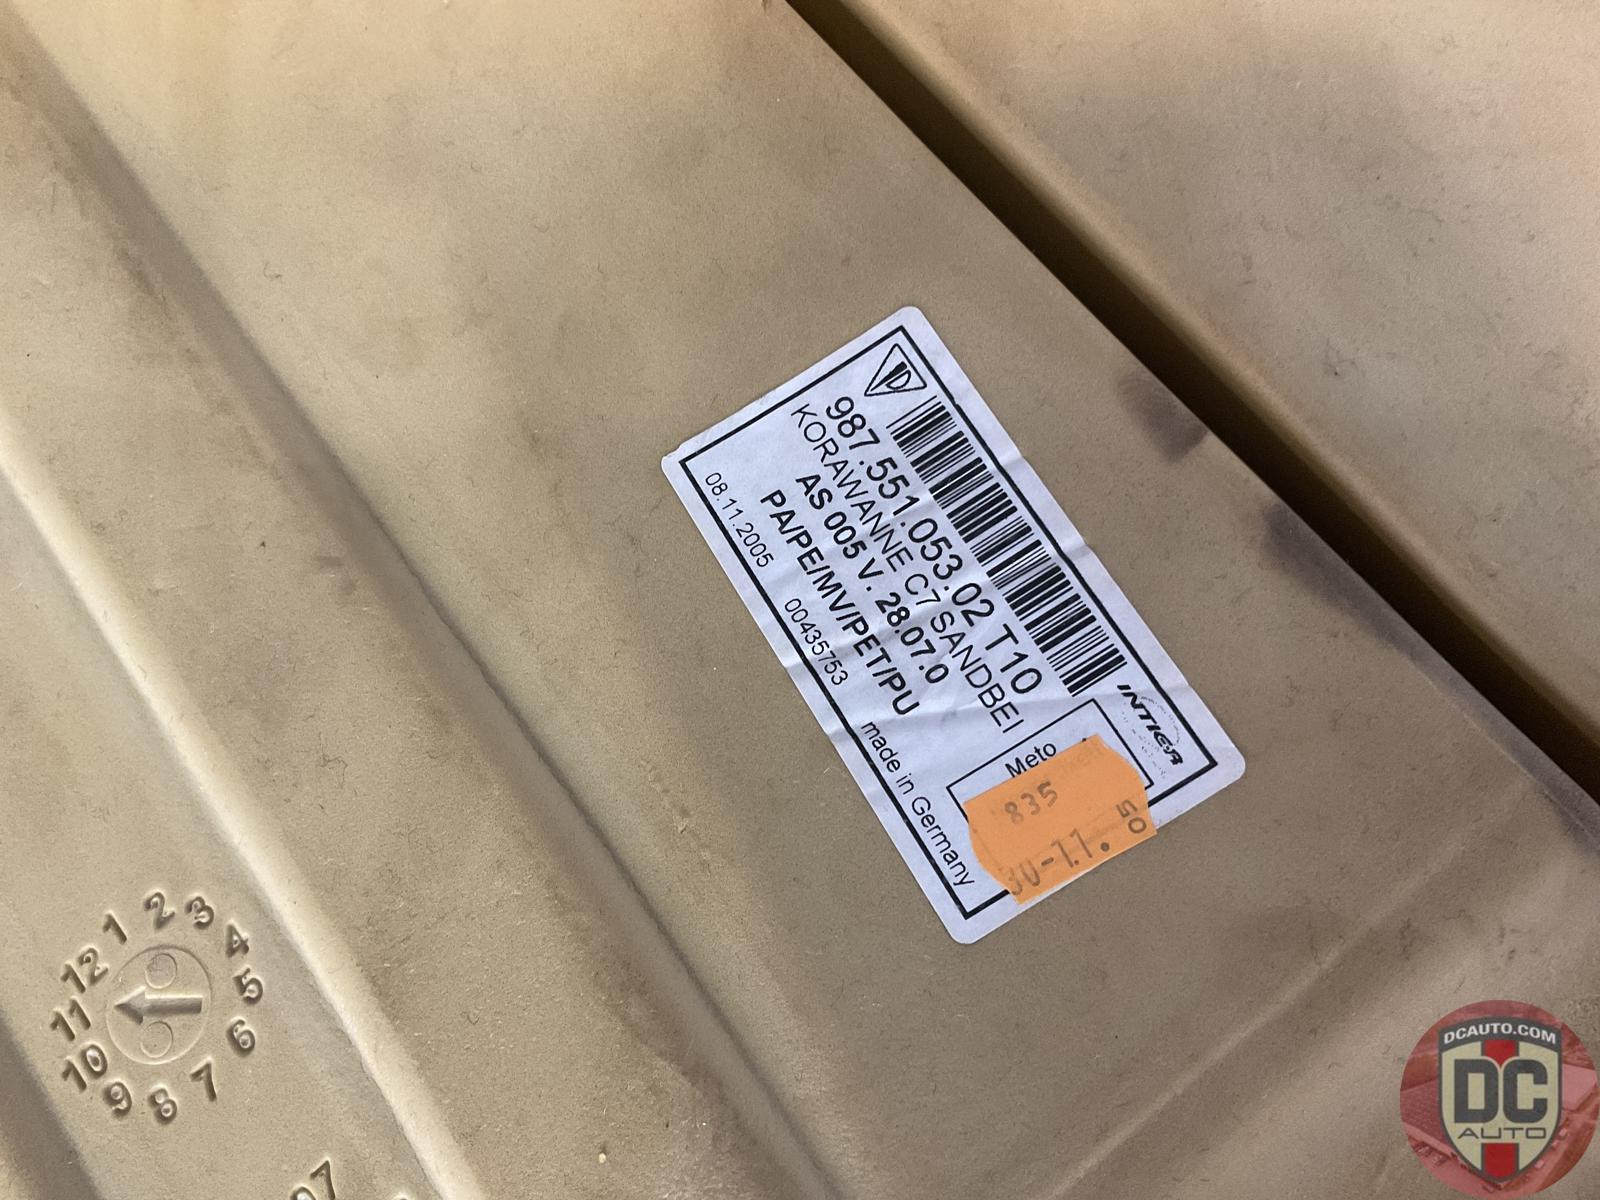 987.551.053.02 T10
KORAWANNE C7 SANDBEI
AS 005 V. 28.07.0
PA/PE/MV/PET/PU
08.11.2005 00435753 made in Germany
INTIER
Meto
835
30-11. 05
1 2 3 4 5 6 7 8 9 10 11 12
07
DCAUTO.COM
DC
AUTO